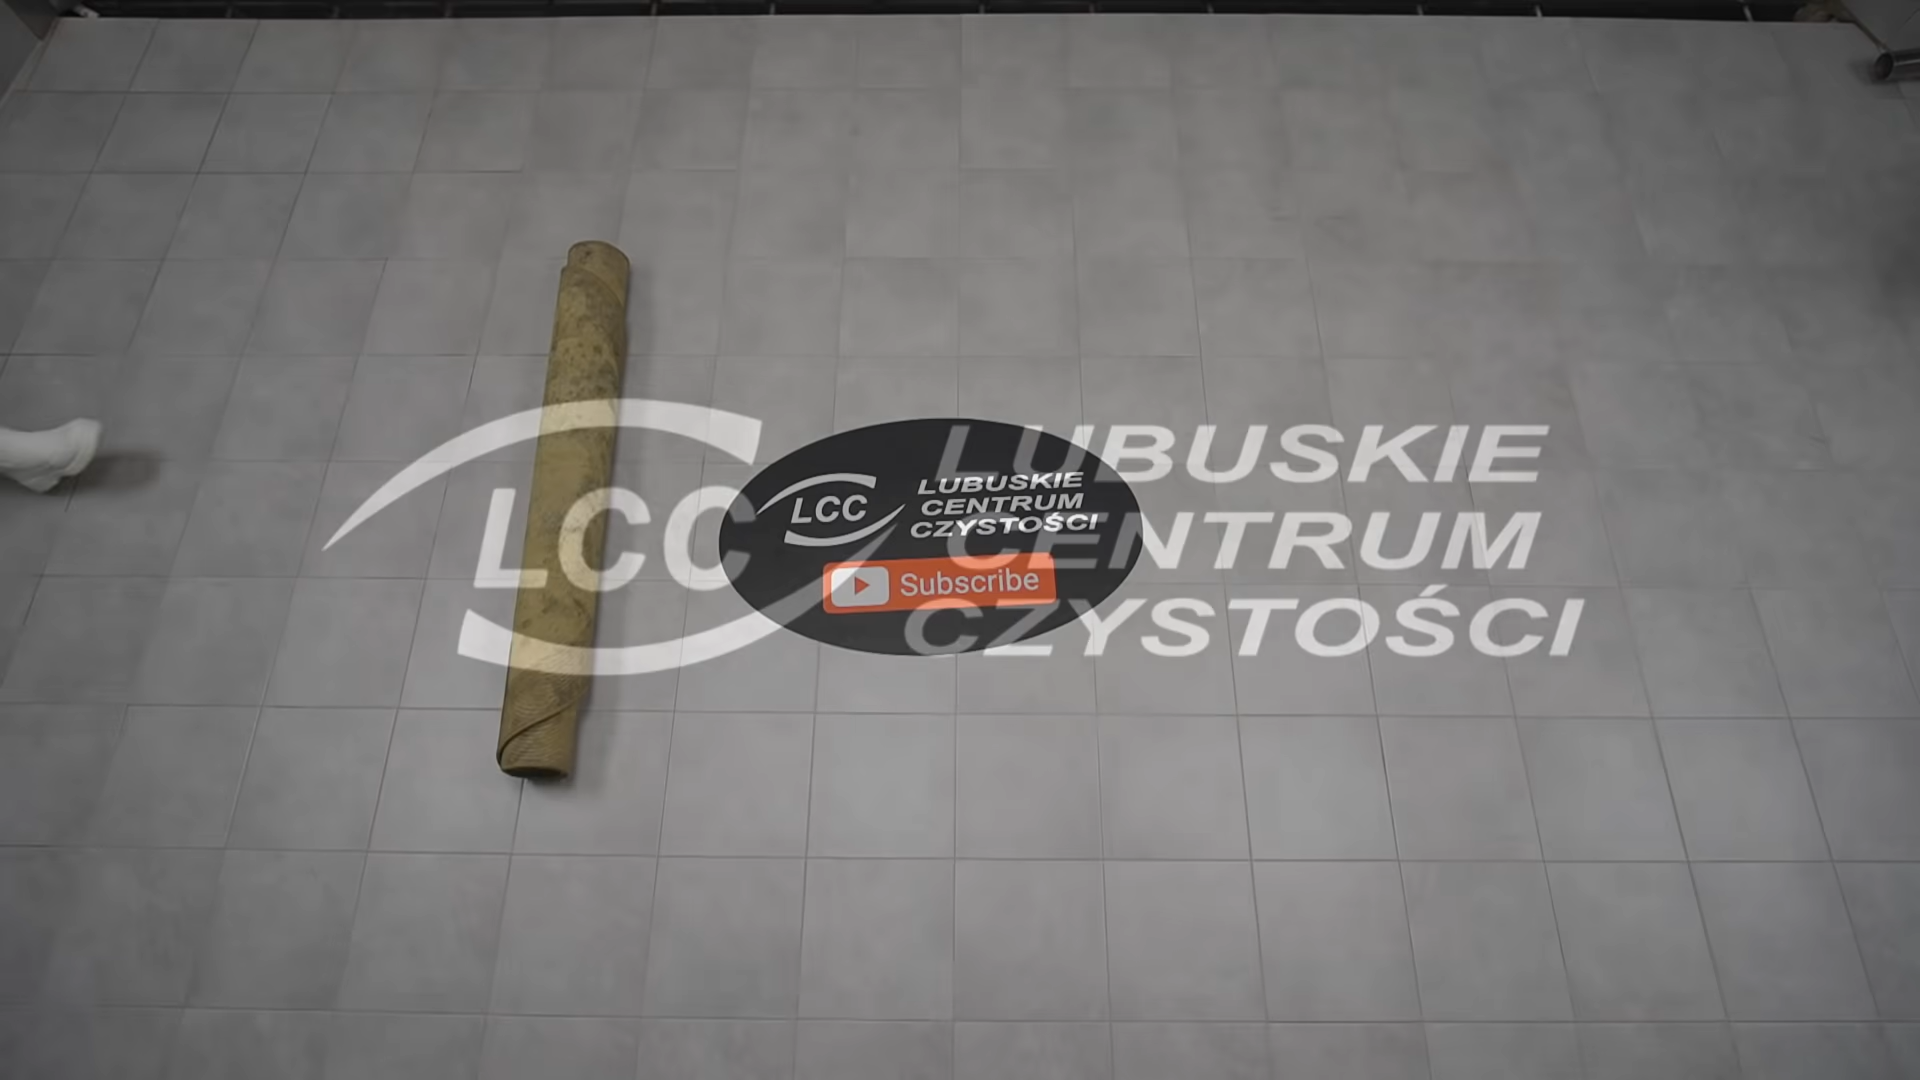 LCC
LUBUSKIE
CENTRUM
CZYSTOŚCI
LCC
LUBUSKIE
CENTRUM
CZYSTOŚCI
Subscribe